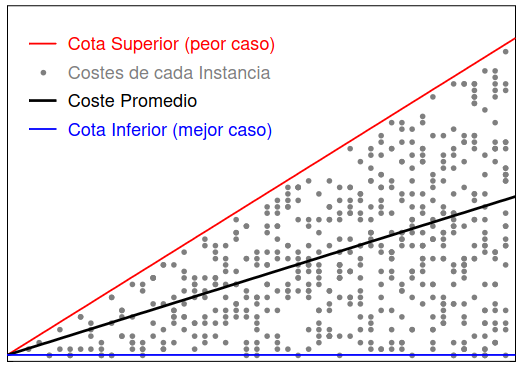 Cota Superior (peor caso)
Costes de cada Instancia
Coste Promedio
Cota Inferior (mejor caso)